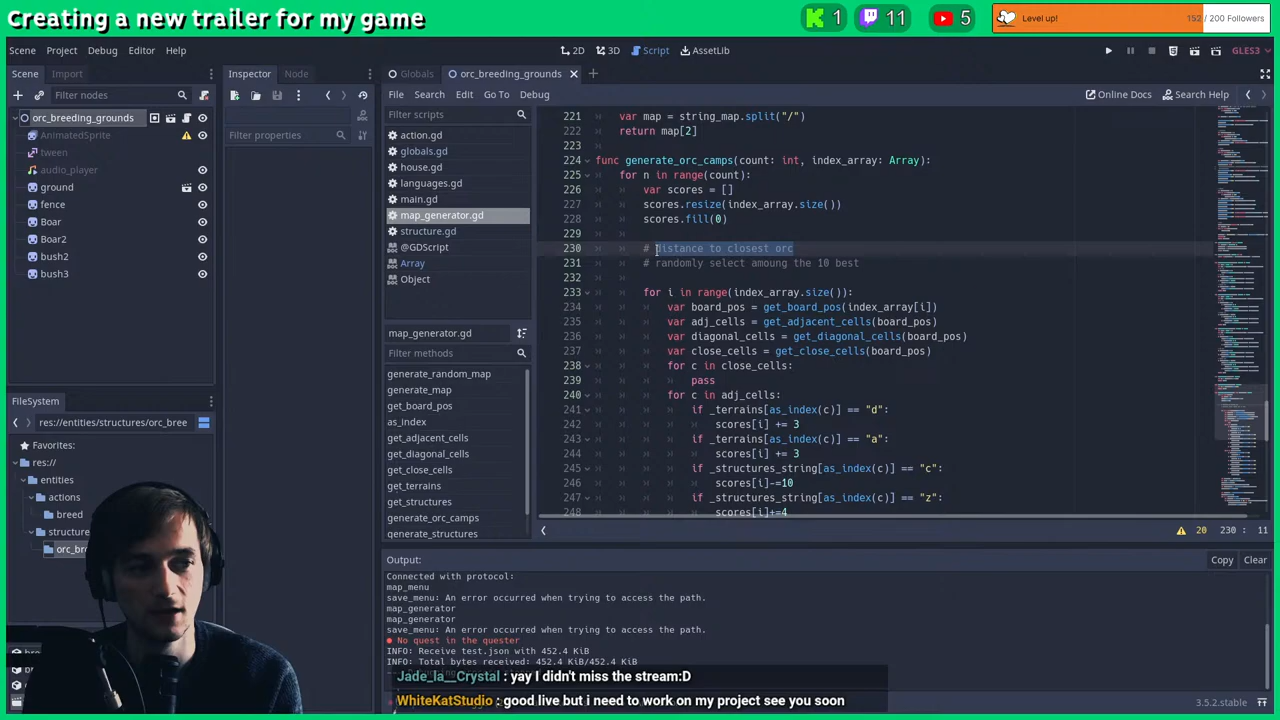 Creating a new trailer for my game
1
11
5
Level up!
152 / 200 Followers
Scene Project Debug Editor Help
2D 3D Script AssetLib
GLES3
Scene Import
Inspector Node
Globals orc_breeding_grounds
Filter nodes
File Search Edit Go To Debug
Online Docs Search Help
orc_breeding_grounds
AnimatedSprite
tween
audio_player
ground
fence
Boar
Boar2
bush2
bush3
Filter properties
Filter scripts
action.gd
globals.gd
house.gd
languages.gd
main.gd
map_generator.gd
structure.gd
@GDScript
Array
Object
map_generator.gd
Filter methods
generate_random_map
generate_map
get_board_pos
as_index
get_adjacent_cells
get_diagonal_cells
get_close_cells
get_terrains
get_structures
generate_orc_camps
generate_structures
221 var map = string_map.split("/")
222 return map[2]
223
224 func generate_orc_camps(count: int, index_array: Array):
225 for n in range(count):
226 var scores = []
227 scores.resize(index_array.size())
228 scores.fill(0)
229
230 # distance to closest orc
231 # randomly select amoung the 10 best
232
233 for i in range(index_array.size()):
234 var board_pos = get_board_pos(index_array[i])
235 var adj_cells = get_adjacent_cells(board_pos)
236 var diagonal_cells = get_diagonal_cells(board_pos)
237 var close_cells = get_close_cells(board_pos)
238 for c in close_cells:
239 pass
240 for c in adj_cells:
241 if _terrains[as_index(c)] == "d":
242 scores[i] += 3
243 if _terrains[as_index(c)] == "a":
244 scores[i] += 3
245 if _structures_string[as_index(c)] == "c":
246 scores[i]-=10
247 if _structures_string[as_index(c)] == "z":
248 scores[i]+=4
20 230 : 11
FileSystem
res://entities/structures/orc_bree
Favorites:
res://
entities
actions
breed
structure
orc_bre
Output:
Copy Clear
Connected with protocol:
map_menu
save_menu: An error occurred when trying to access the path.
map_generator
map_generator
save_menu: An error occurred when trying to access the path.
No quest in the quester
INFO: Receive test.json with 452.4 KiB
INFO: Total bytes received: 452.4 KiB/452.4 KiB
Jade_la__Crystal : yay I didn't miss the stream:D
WhiteKatStudio : good live but i need to work on my project see you soon
3.5.2.stable